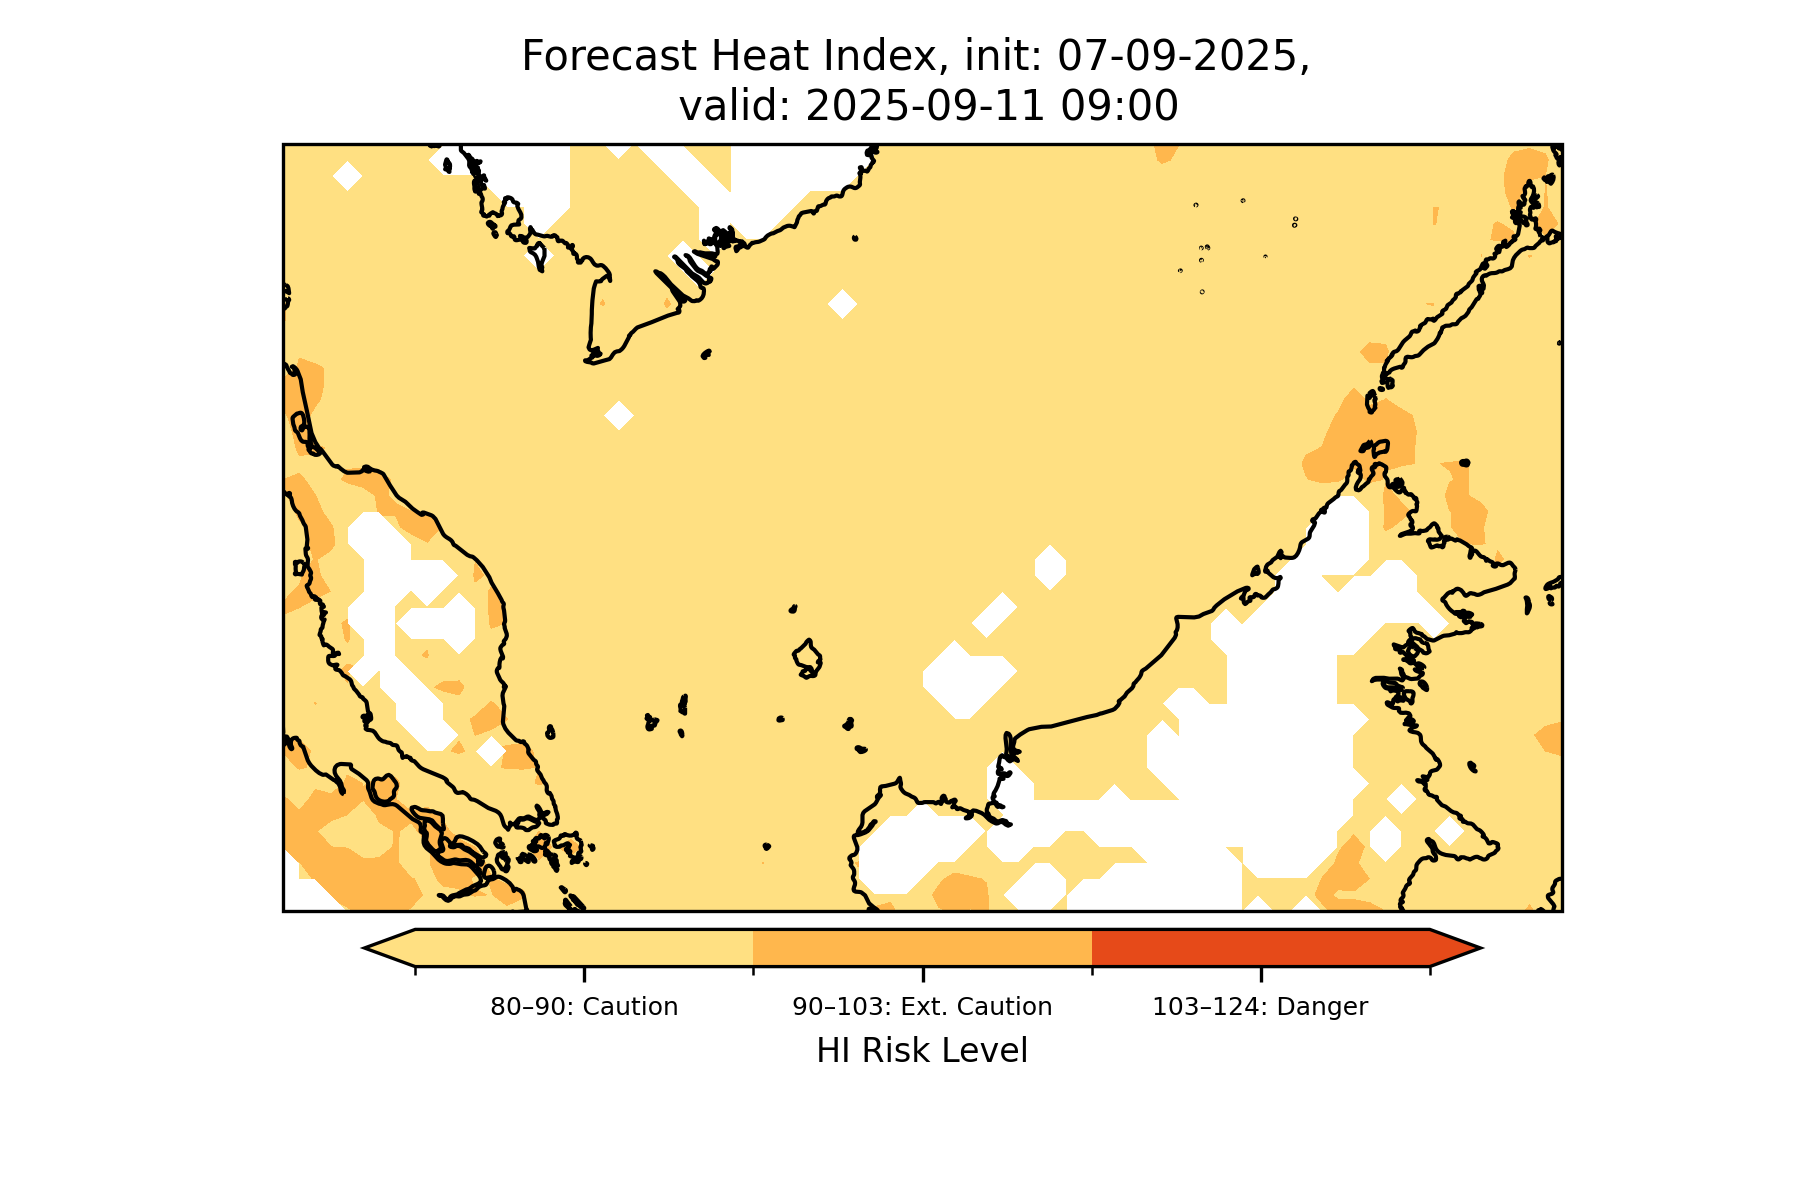 Forecast Heat Index, init: 07-09-2025,
valid: 2025-09-11 09:00
80–90: Caution
90–103: Ext. Caution
103–124: Danger
HI Risk Level